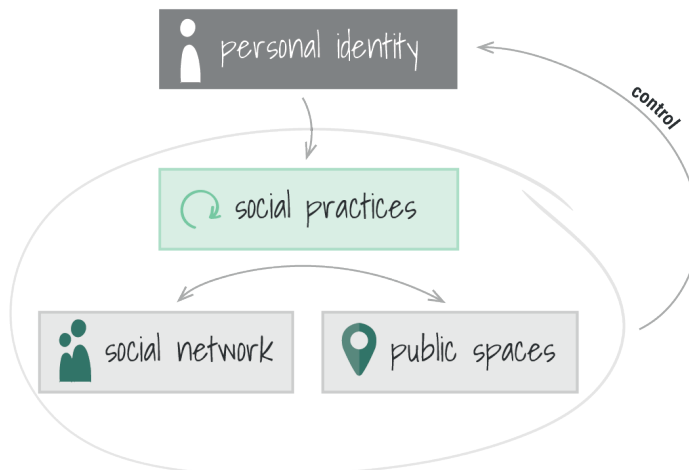 personal identity
control
social practices
social network
public spaces